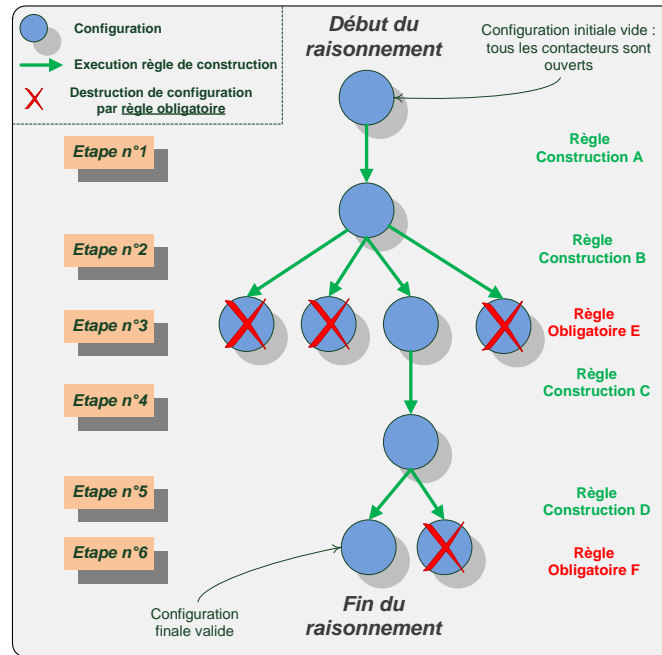 Configuration
Execution règle de construction
Destruction de configuration
par règle obligatoire
Début du
raisonnement
Configuration initiale vide :
tous les contacteurs sont
ouverts
Etape n°1
Règle
Construction A
Etape n°2
Règle
Construction B
Etape n°3
Règle
Obligatoire E
Etape n°4
Règle
Construction C
Etape n°5
Règle
Construction D
Etape n°6
Règle
Obligatoire F
Configuration
finale valide
Fin du
raisonnement